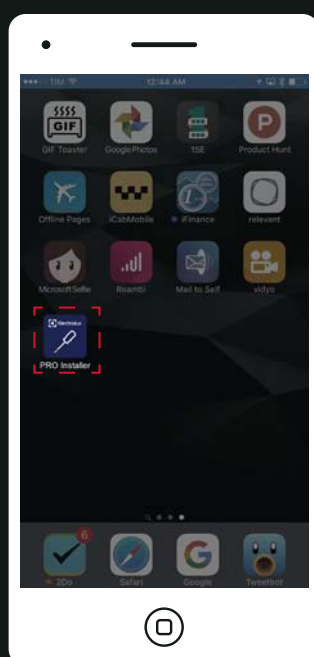 TIM 12:44 AM
$$$$
GIF
P
GIF Toaster Google Photos 1SE Product Hunt
Offline Pages iCabMobile iFinance relevant
Microsoft Selfie Roambi Mail to Self vidyo
Electrolux
PRO Installer
6
G
2Do Safari Google Tweetbot